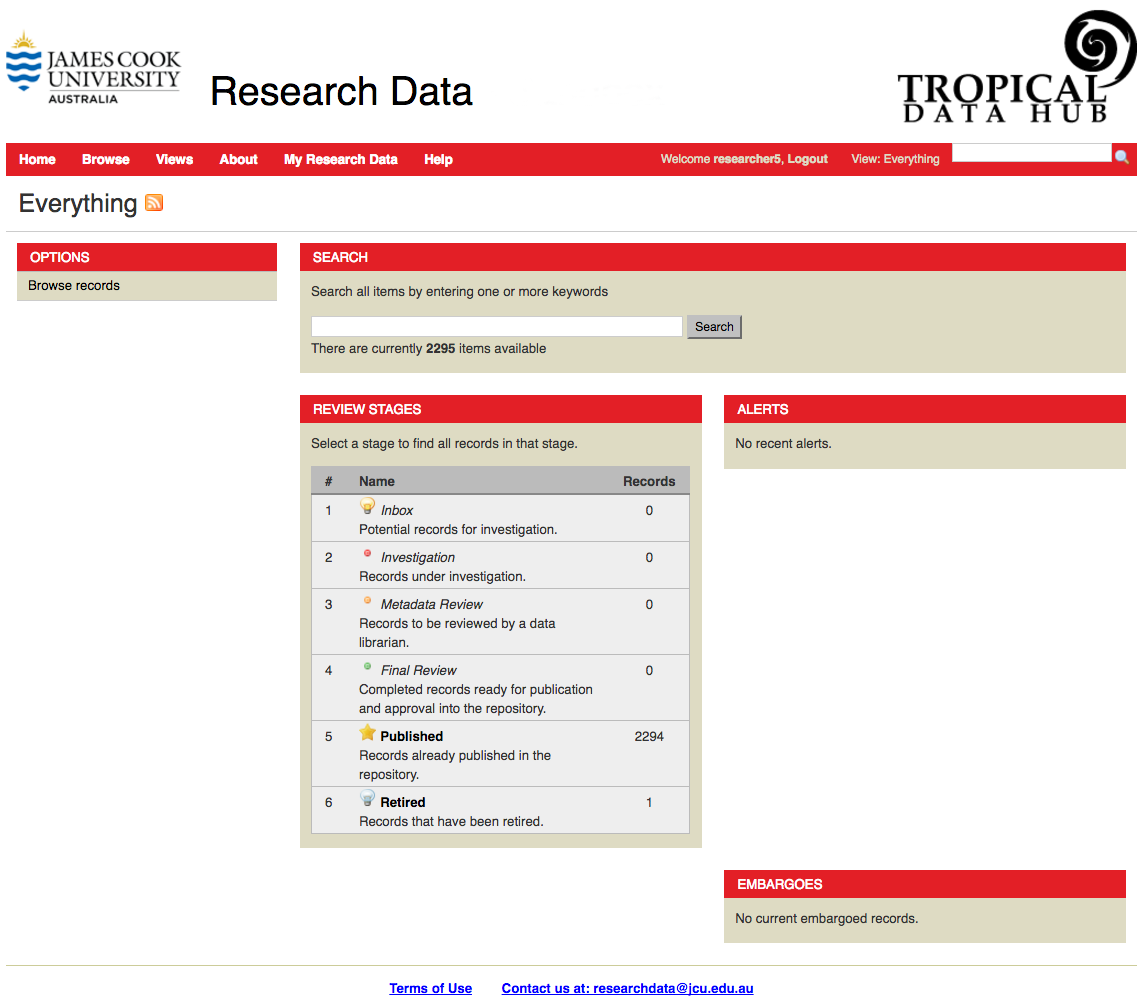 JAMES COOK
UNIVERSITY
AUSTRALIA
Research Data
TROPICAL
DATA HUB
Home Browse Views About My Research Data Help Welcome researcher5, Logout View: Everything
Everything
OPTIONS
Browse records
SEARCH
Search all items by entering one or more keywords
Search
There are currently 2295 items available
REVIEW STAGES
Select a stage to find all records in that stage.
# Name Records
1 Inbox 0
Potential records for investigation.
2 Investigation 0
Records under investigation.
3 Metadata Review 0
Records to be reviewed by a data
librarian.
4 Final Review 0
Completed records ready for publication
and approval into the repository.
5 Published 2294
Records already published in the
repository.
6 Retired 1
Records that have been retired.
ALERTS
No recent alerts.
EMBARGOES
No current embargoed records.
Terms of Use Contact us at: researchdata@jcu.edu.au